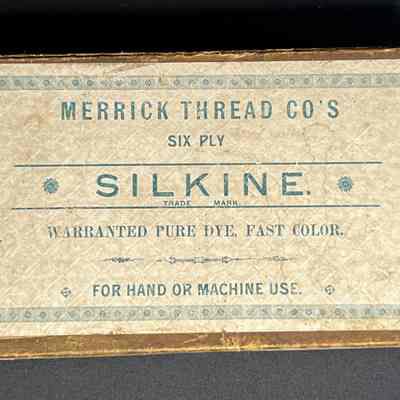 MERRICK THREAD CO'S
SIX PLY
SILKINE.
TRADE MARK.
WARRANTED PURE DYE, FAST COLOR.
FOR HAND OR MACHINE USE.